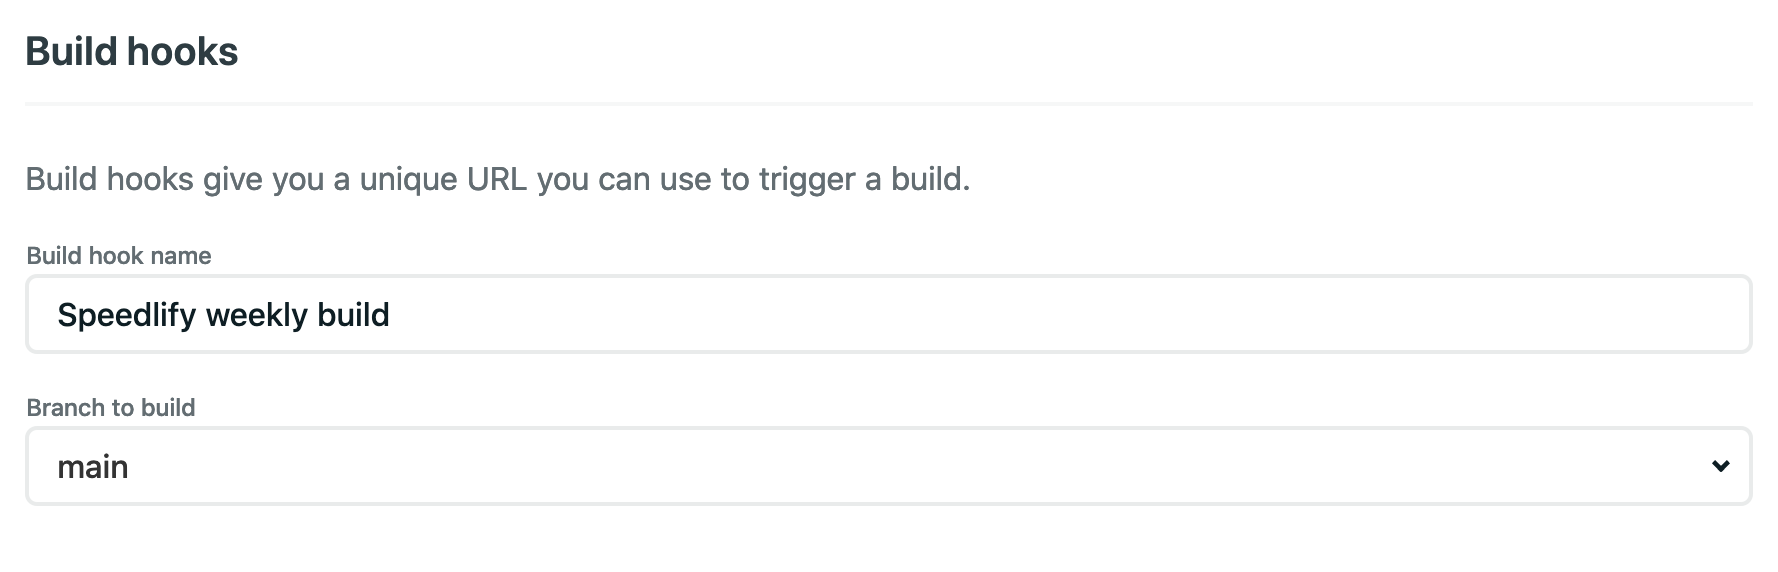 Build hooks
Build hooks give you a unique URL you can use to trigger a build.
Build hook name
Speedlify weekly build
Branch to build
main